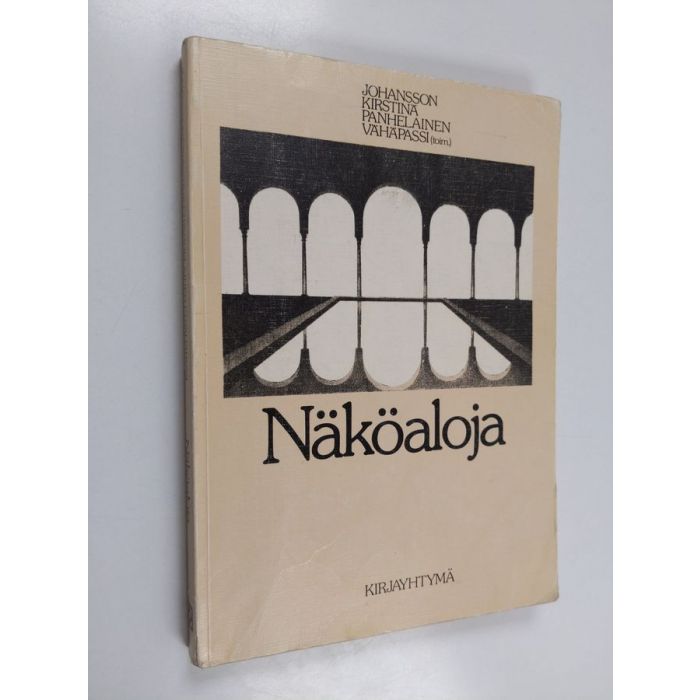 JOHANSSON
KIRSTINÄ
PANHELAINEN
VÄHÄPASSI (toim.)
Näköaloja
KIRJAYHTYMÄ